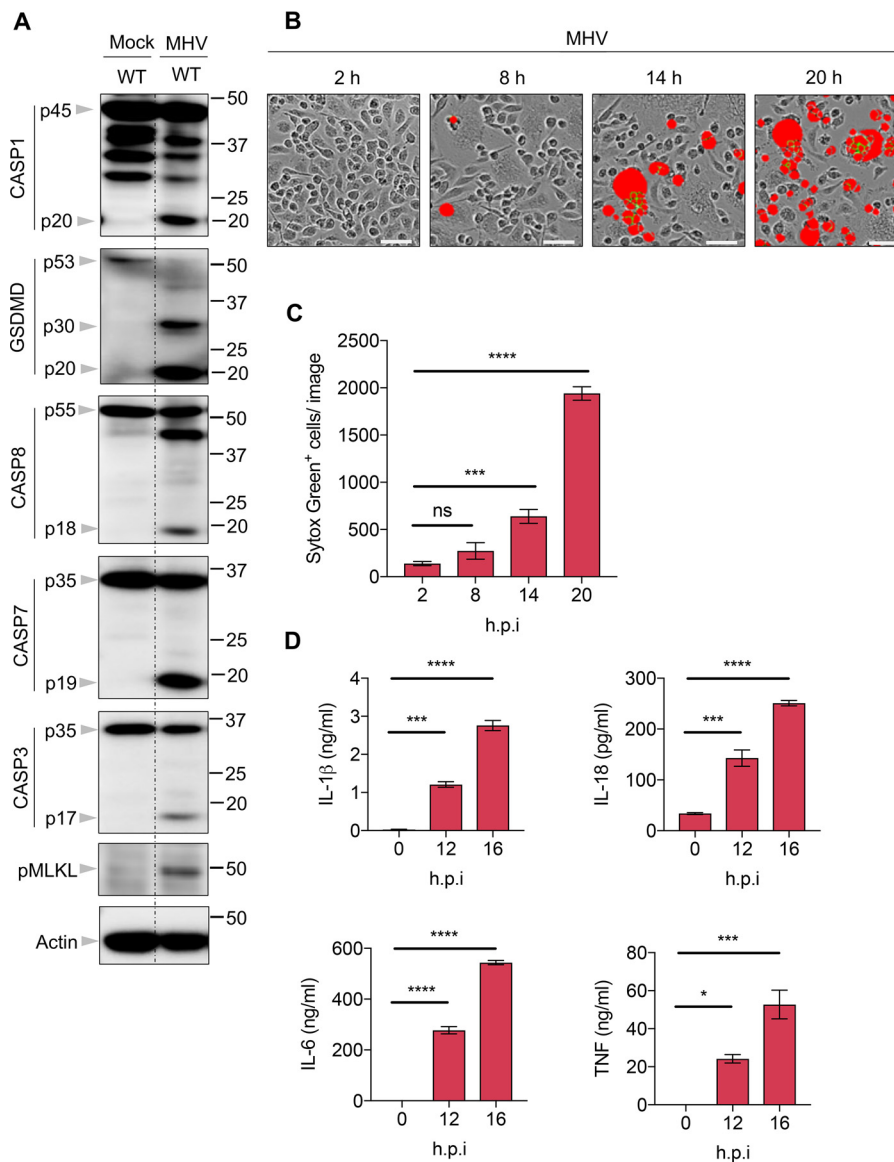 A
Mock MHV
WT WT
CASP1
p45
p20
50
37
25
20
GSDMD
p53
p30
p20
50
37
25
20
CASP8
p55
p18
50
37
25
20
CASP7
p35
p19
37
25
20
CASP3
p35
p17
37
25
20
pMLKL
50
Actin
50
B
MHV
2 h 8 h 14 h 20 h
C
Sytox Green⁺ cells/ image
2500
2000
1500
1000
500
0
ns
***
****
2 8 14 20
h.p.i
D
IL-1β (ng/ml)
4
3
2
1
0
***
****
0 12 16
h.p.i
IL-18 (pg/ml)
300
200
100
0
***
****
0 12 16
h.p.i
IL-6 (ng/ml)
600
400
200
0
****
****
0 12 16
h.p.i
TNF (ng/ml)
80
60
40
20
0
*
***
0 12 16
h.p.i